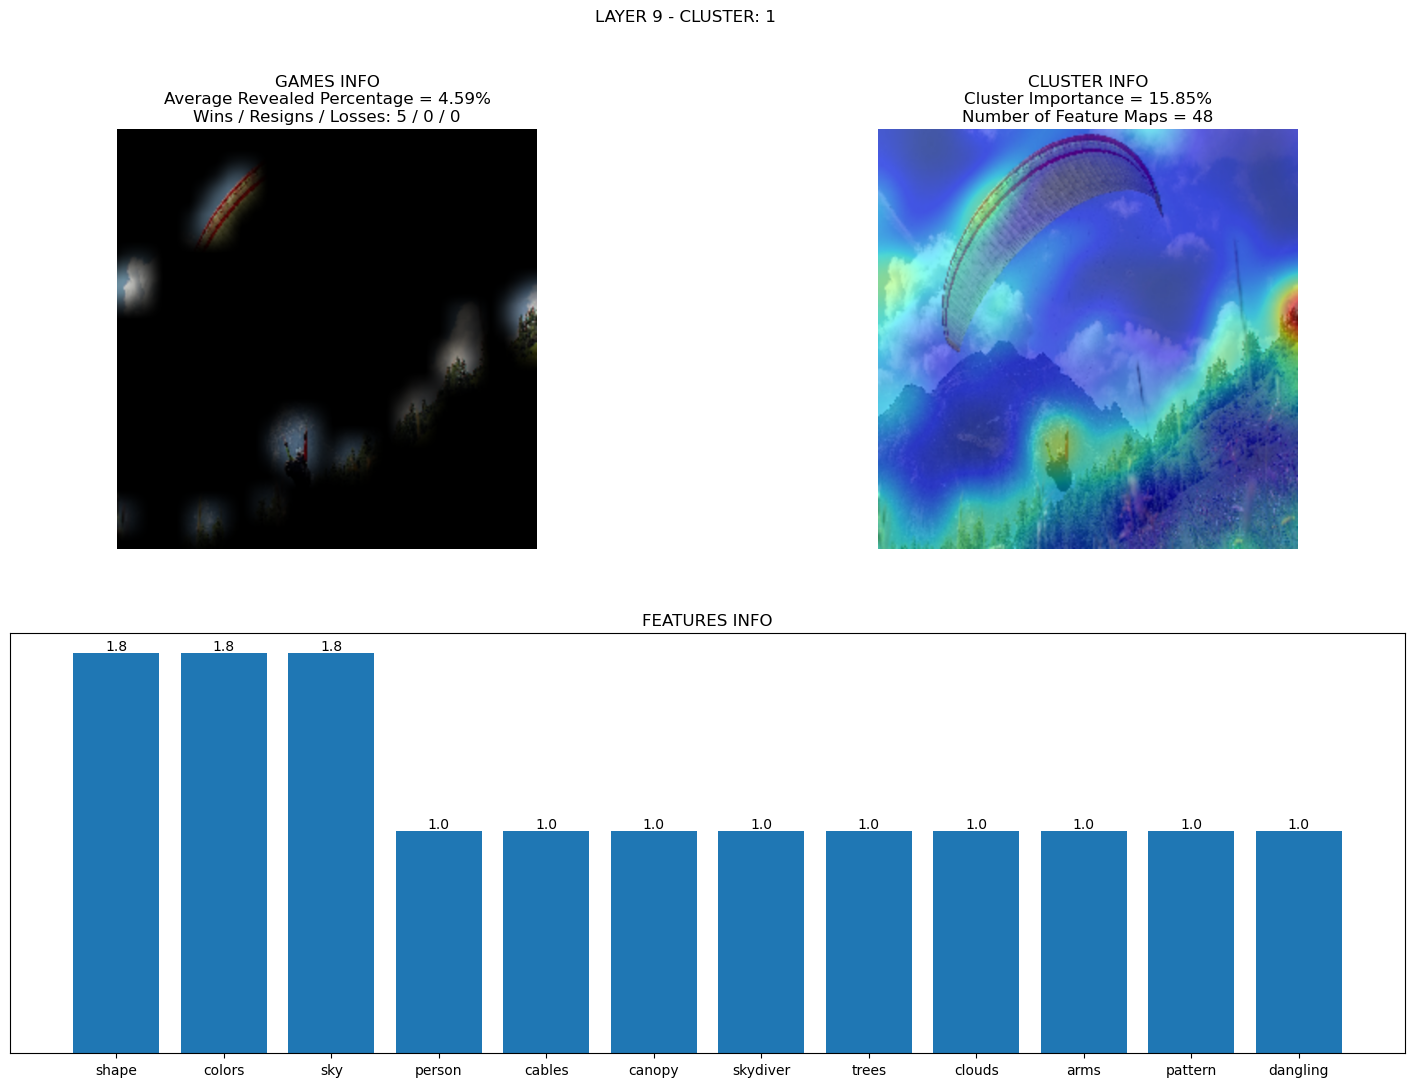 LAYER 9 - CLUSTER: 1
GAMES INFO
Average Revealed Percentage = 4.59%
Wins / Resigns / Losses: 5 / 0 / 0
CLUSTER INFO
Cluster Importance = 15.85%
Number of Feature Maps = 48
FEATURES INFO
1.8 1.8 1.8 1.0 1.0 1.0 1.0 1.0 1.0 1.0 1.0 1.0
shape colors sky person cables canopy skydiver trees clouds arms pattern dangling